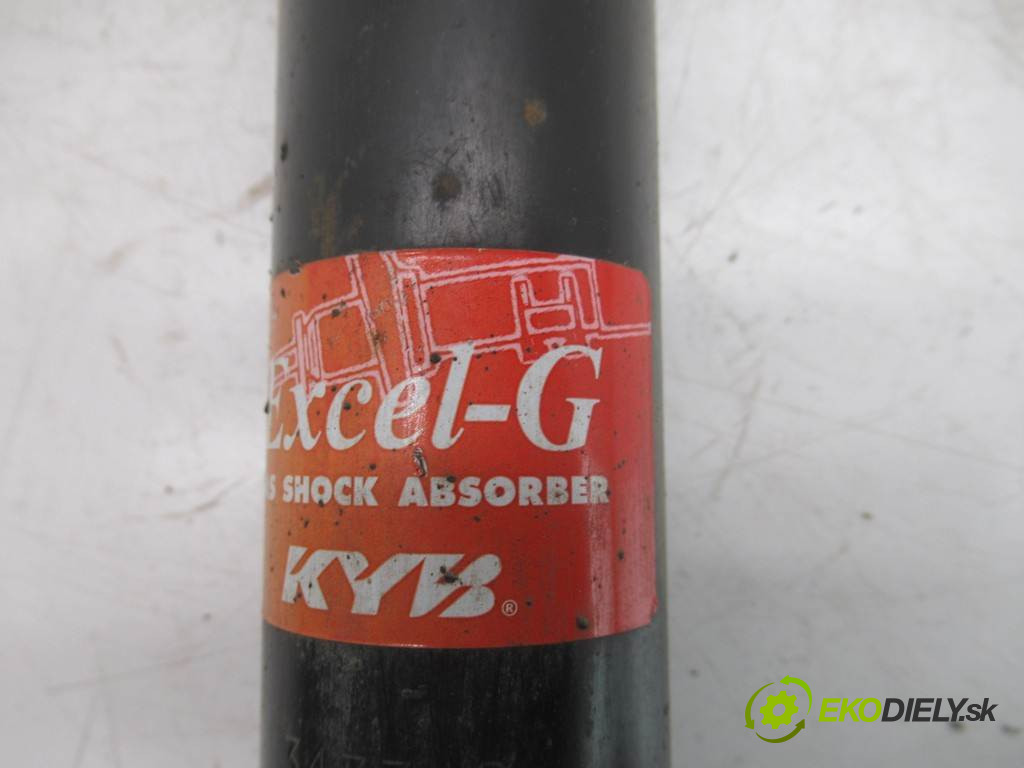 Excel-G
SHOCK ABSORBER
KYB®
EKODIELY.sk